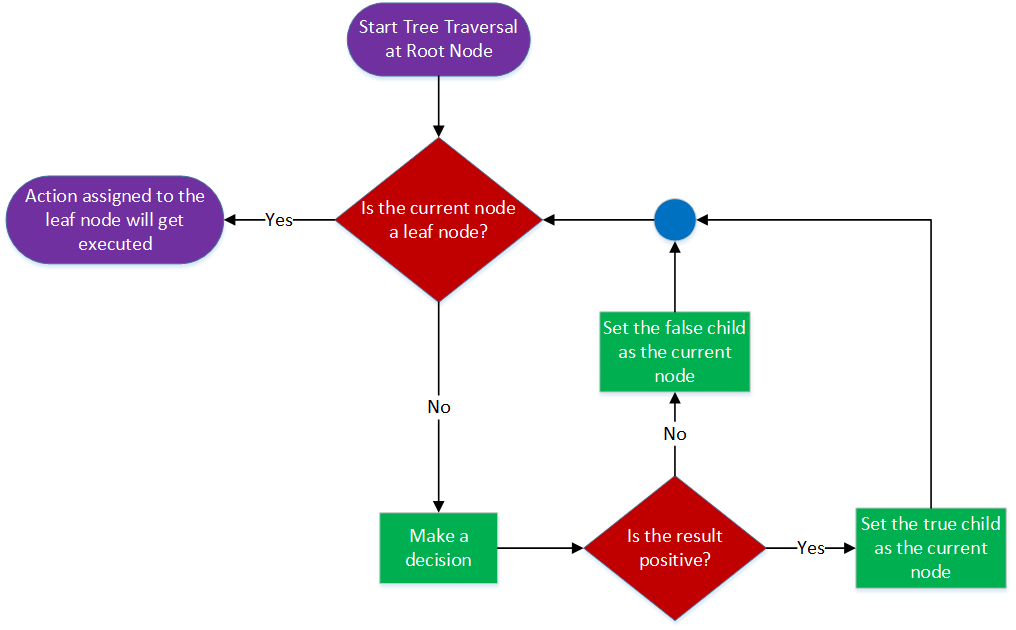 Start Tree Traversal
at Root Node
Action assigned to the
leaf node will get
executed
Yes
Is the current node
a leaf node?
Set the false child
as the current
node
No
No
Make a
decision
Is the result
positive?
Yes
Set the true child
as the current
node